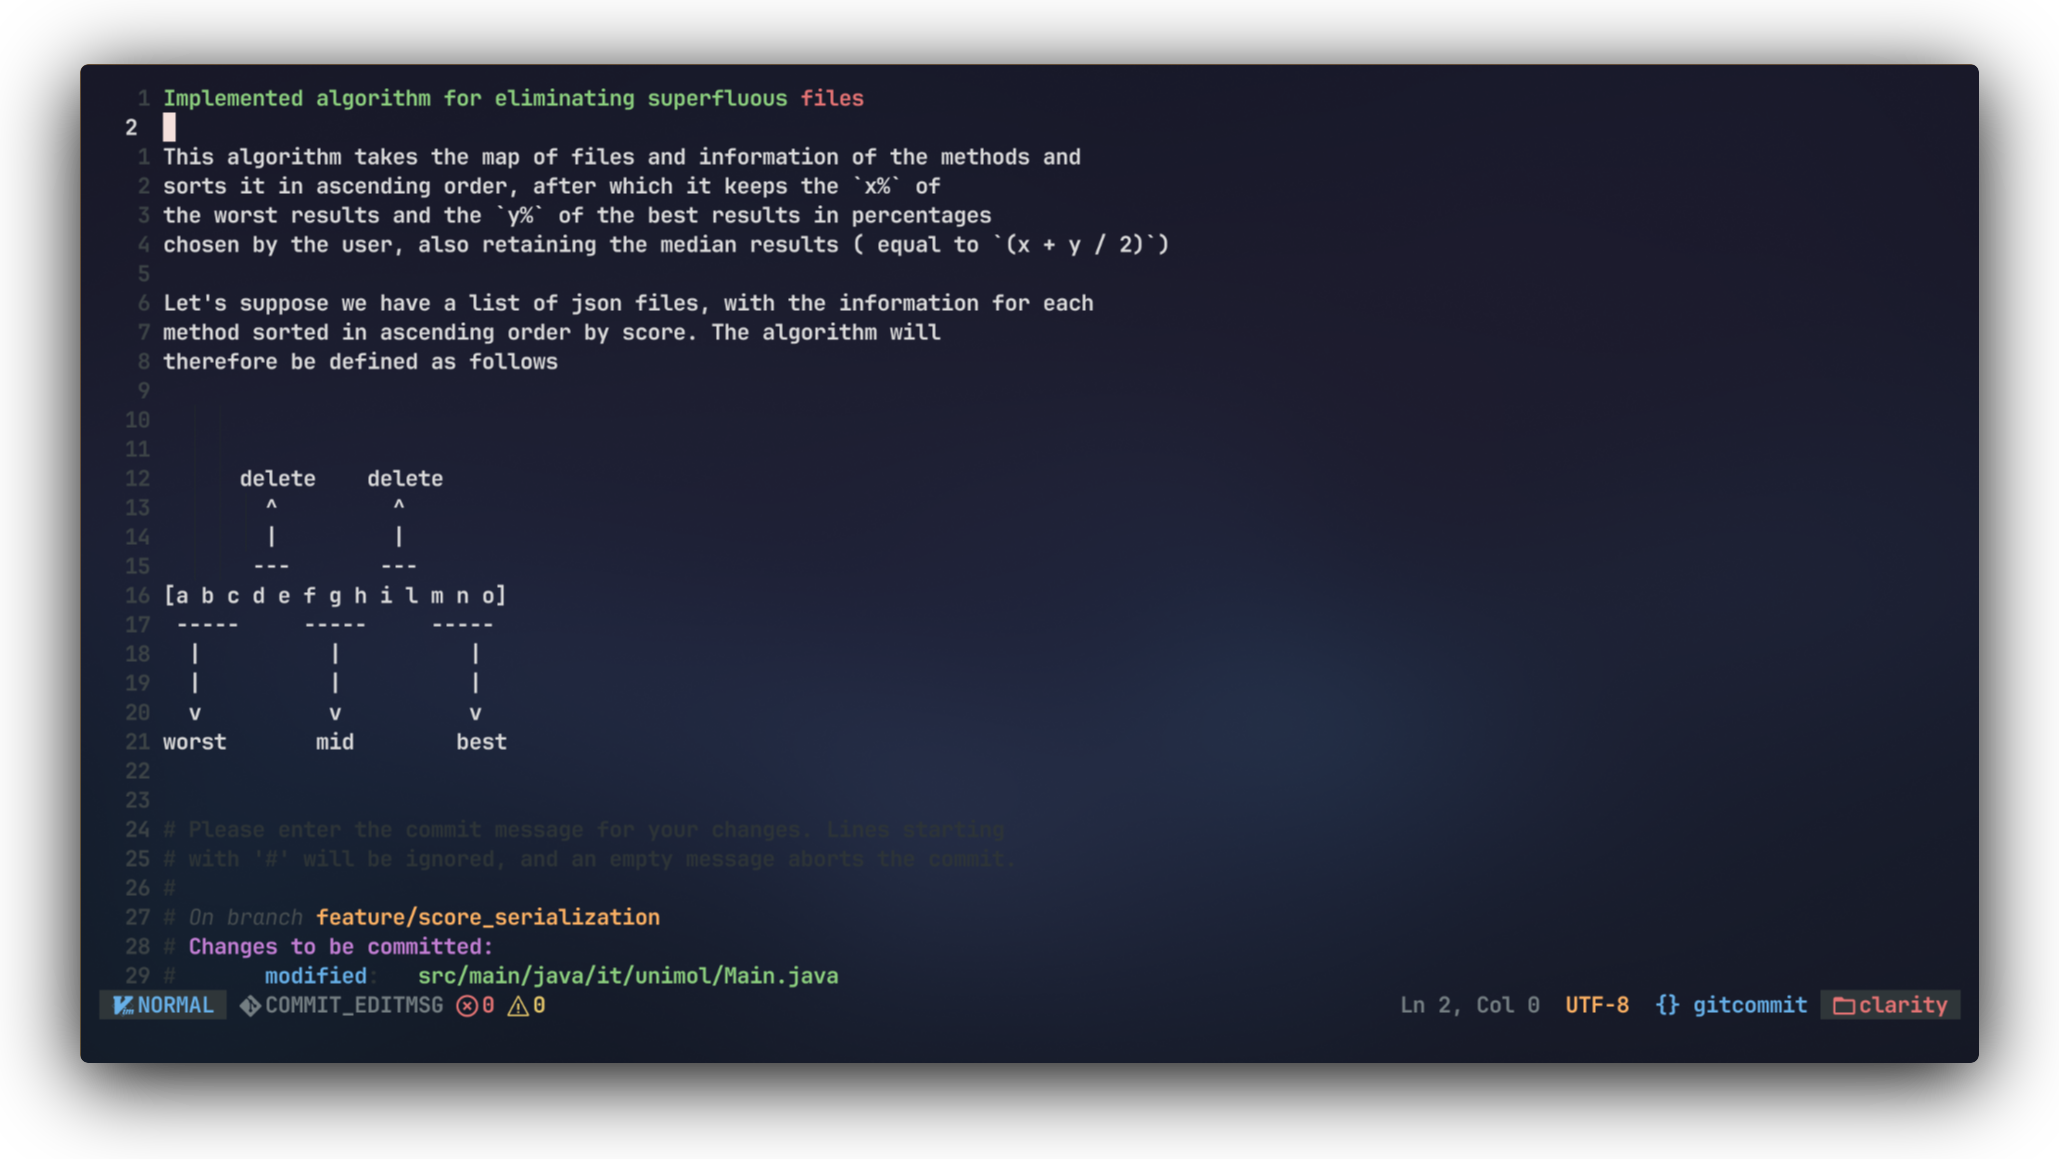 1 Implemented algorithm for eliminating superfluous files
2
1 This algorithm takes the map of files and information of the methods and
2 sorts it in ascending order, after which it keeps the `x%` of
3 the worst results and the `y%` of the best results in percentages
4 chosen by the user, also retaining the median results ( equal to `(x + y / 2)`)
5
6 Let's suppose we have a list of json files, with the information for each
7 method sorted in ascending order by score. The algorithm will
8 therefore be defined as follows
9
10
11
12       delete    delete
13         ^         ^
14         |         |
15        ---       ---
16 [a b c d e f g h i l m n o]
17  -----     -----     -----
18   |          |          |
19   |          |          |
20   v          v          v
21 worst       mid        best
22
23
24 # Please enter the commit message for your changes. Lines starting
25 # with '#' will be ignored, and an empty message aborts the commit.
26 #
27 # On branch feature/score_serialization
28 # Changes to be committed:
29 #       modified:   src/main/java/it/unimol/Main.java
NORMAL COMMIT_EDITMSG 0 0 Ln 2, Col 0 UTF-8 {} gitcommit clarity